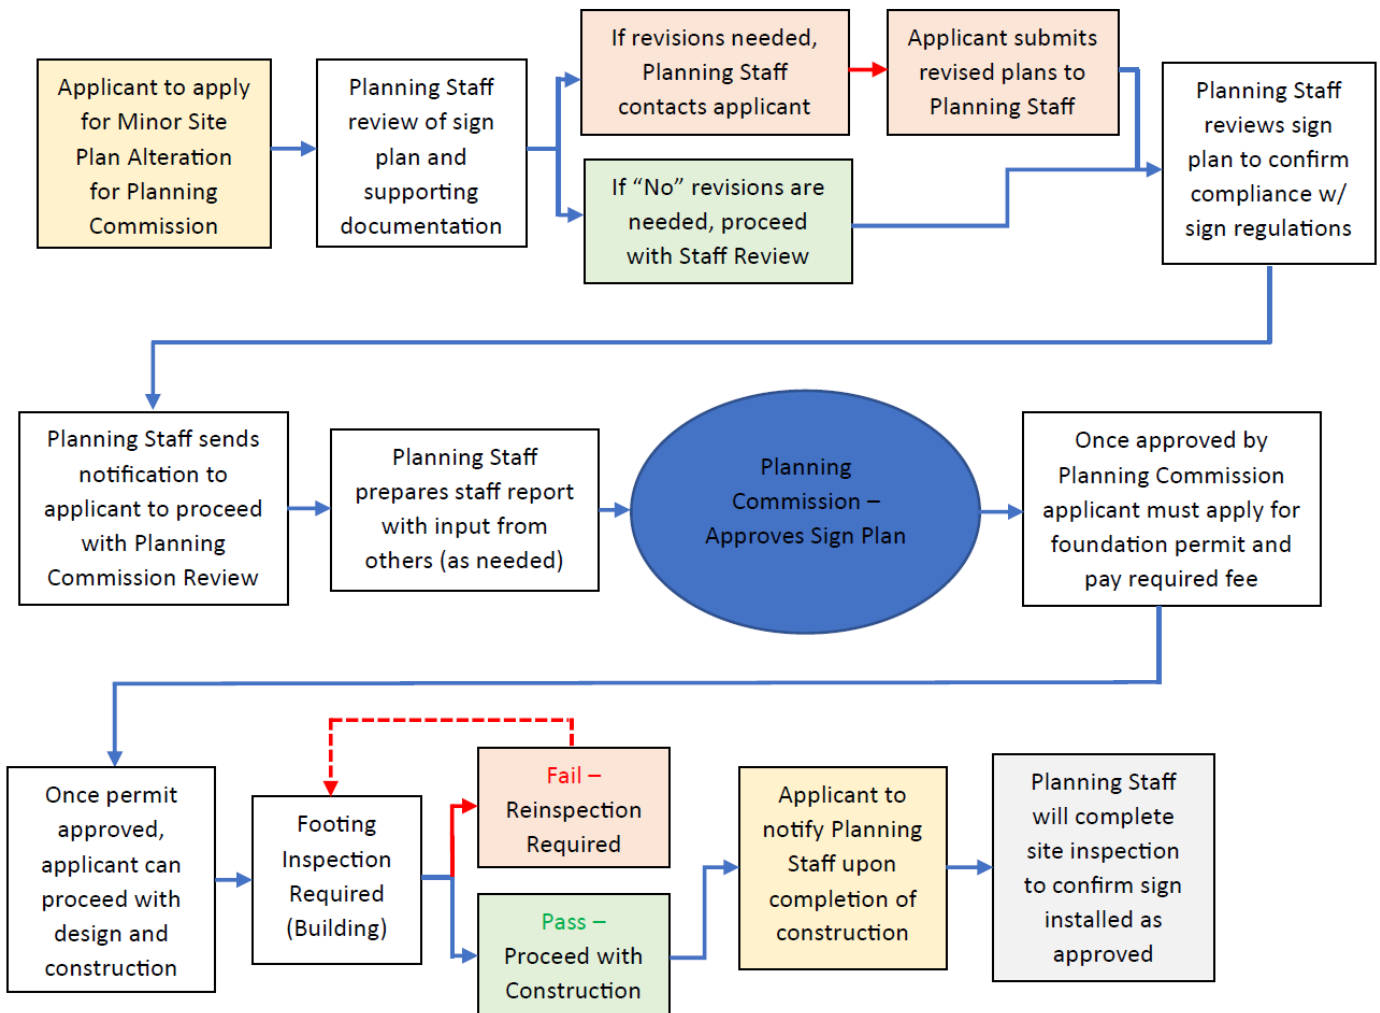 Applicant to apply
for Minor Site
Plan Alteration
for Planning
Commission
Planning Staff
review of sign
plan and
supporting
documentation
If revisions needed,
Planning Staff
contacts applicant
Applicant submits
revised plans to
Planning Staff
If “No” revisions are
needed, proceed
with Staff Review
Planning Staff
reviews sign
plan to confirm
compliance w/
sign regulations
Planning Staff sends
notification to
applicant to proceed
with Planning
Commission Review
Planning Staff
prepares staff report
with input from
others (as needed)
Planning
Commission –
Approves Sign Plan
Once approved by
Planning Commission
applicant must apply for
foundation permit and
pay required fee
Once permit
approved,
applicant can
proceed with
design and
construction
Footing
Inspection
Required
(Building)
Fail –
Reinspection
Required
Pass –
Proceed with
Construction
Applicant to
notify Planning
Staff upon
completion of
construction
Planning Staff
will complete
site inspection
to confirm sign
installed as
approved